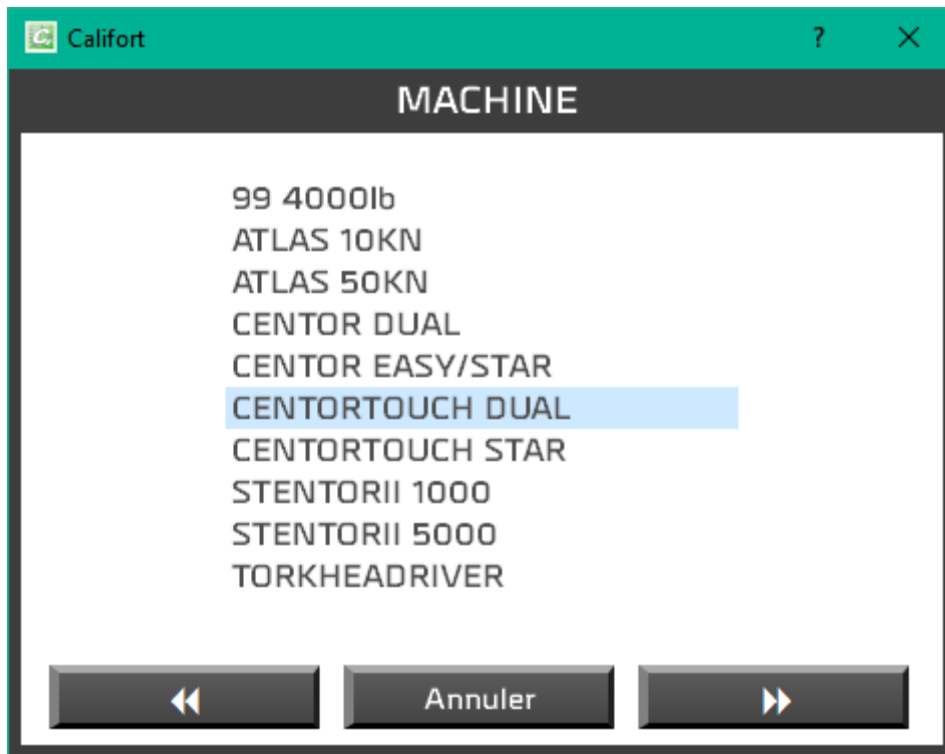 Califort
MACHINE
99 4000lb
ATLAS 10KN
ATLAS 50KN
CENTOR DUAL
CENTOR EASY/STAR
CENTORTOUCH DUAL
CENTORTOUCH STAR
STENTORII 1000
STENTORII 5000
TORKHEADRIVER
Annuler